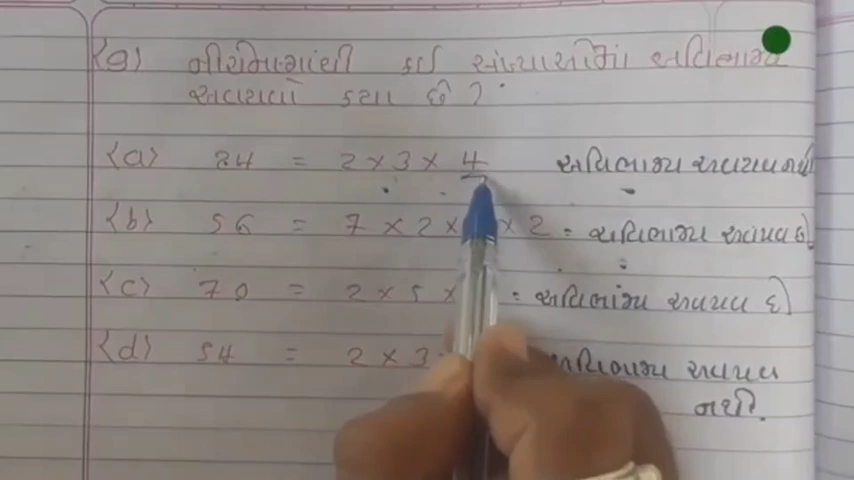 (૭) નીચેનામાંથી કઈ સંખ્યાઓમાં અવિભાજ્ય
અવયવો કયા છે ?
(a) 24 = 2 × 3 × 4 અવિભાજ્ય અવયવ નથી
(b) 56 = 7 × 2 × × 2 = અવિભાજ્ય અવયવ છે
(c) 70 = 2 × 5 × = અવિભાજ્ય અવયવ છે
(d) 54 = 2 × 3 અવિભાજ્ય અવયવ
નથી.